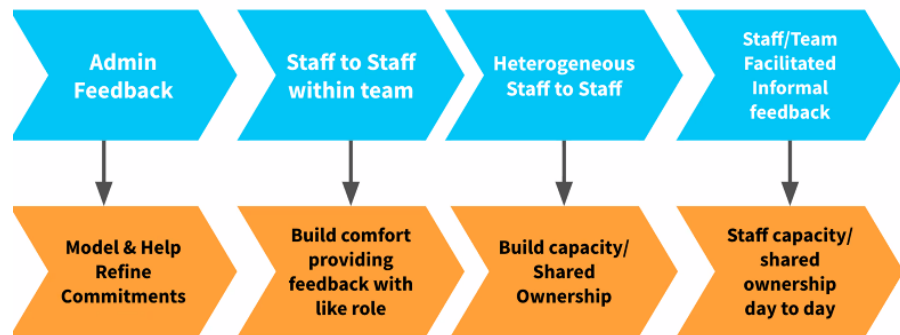 Admin
Feedback
Staff to Staff
within team
Heterogeneous
Staff to Staff
Staff/Team
Facilitated
Informal
feedback
Model & Help
Refine
Commitments
Build comfort
providing
feedback with
like role
Build capacity/
Shared
Ownership
Staff capacity/
shared
ownership
day to day